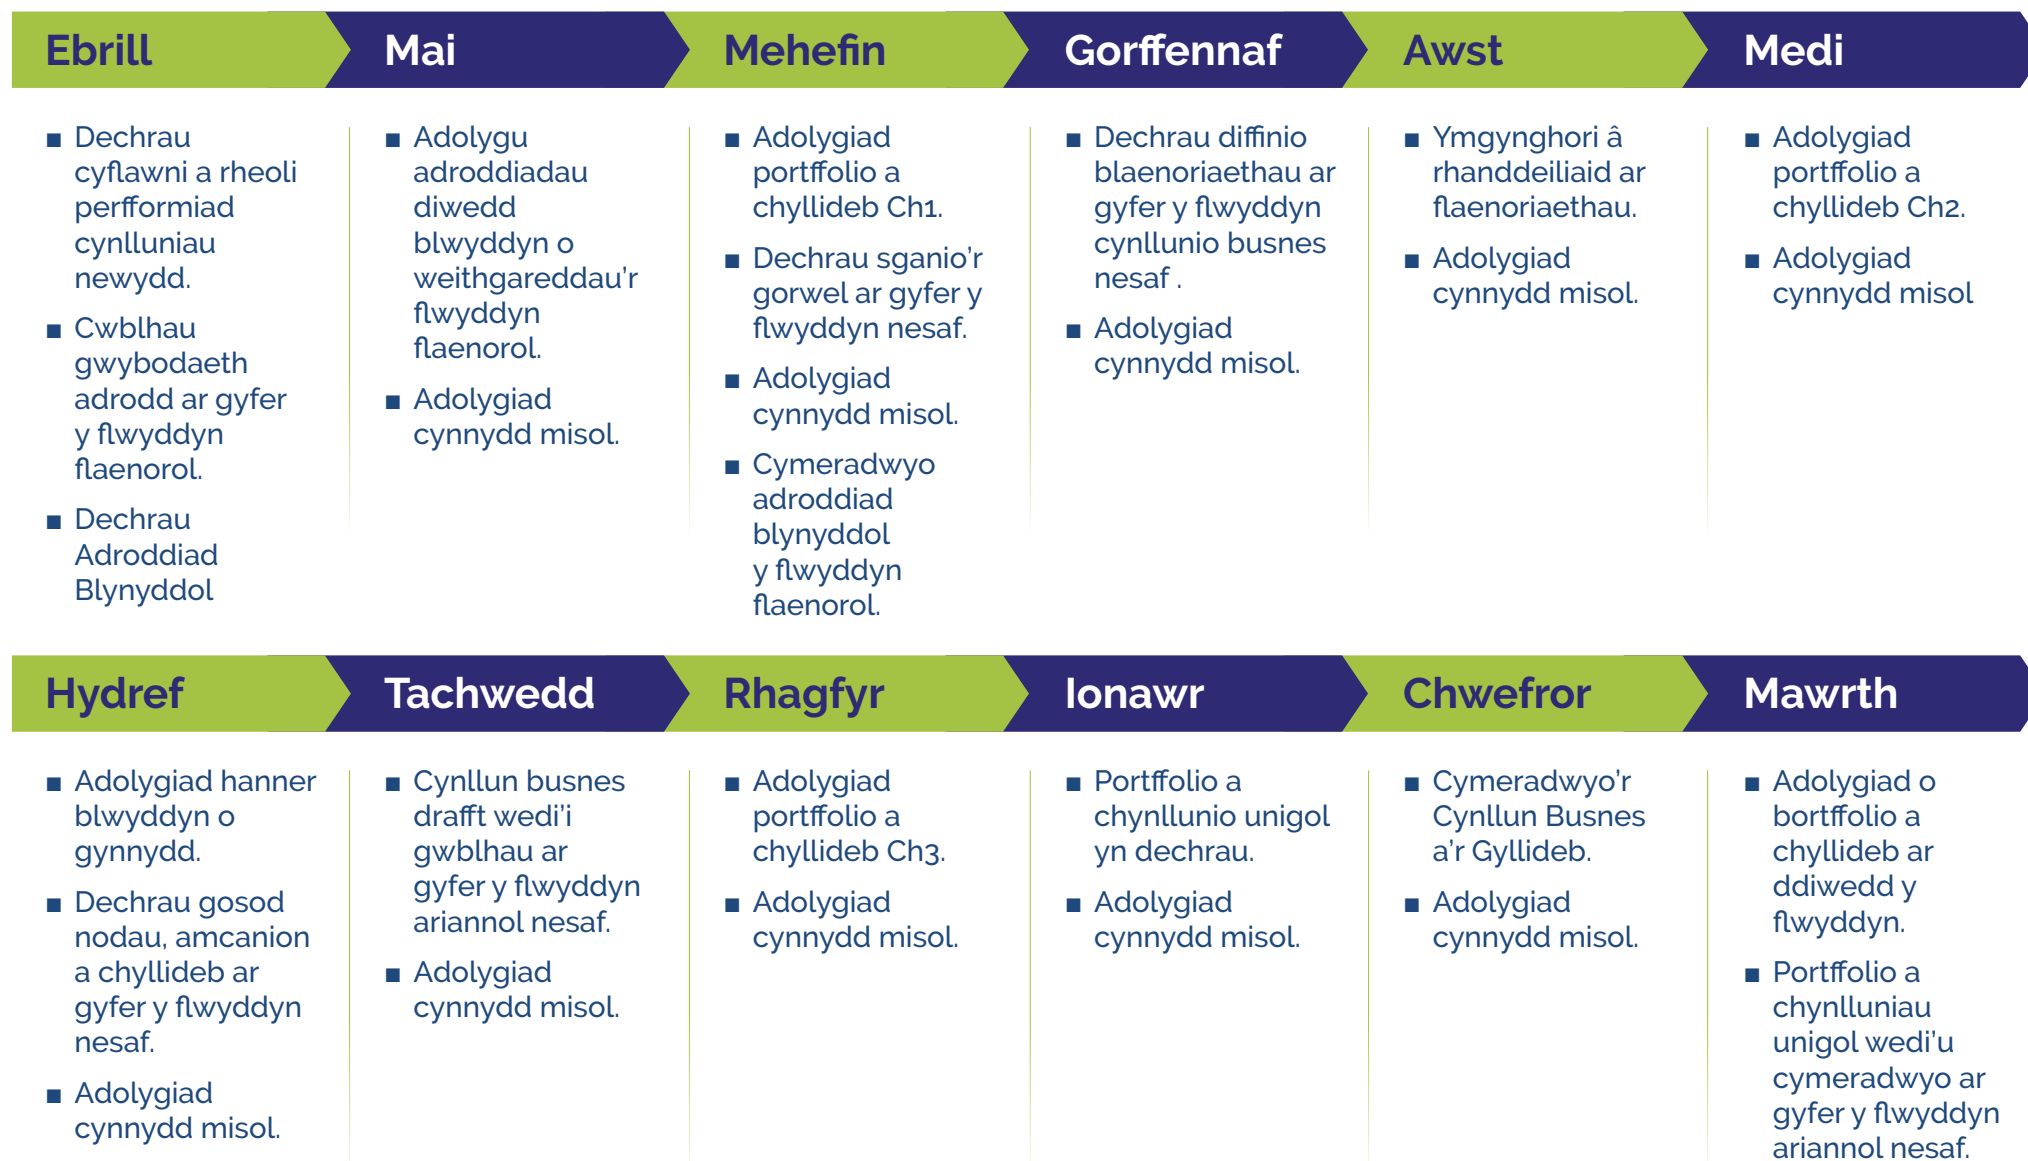 Ebrill
Dechrau
cyflawni a rheoli
perfformiad
cynlluniau
newydd.
Cwblhau
gwybodaeth
adrodd ar gyfer
y flwyddyn
flaenorol.
Dechrau
Adroddiad
Blynyddol
Mai
Adolygu
adroddiadau
diwedd
blwyddyn o
weithgareddau’r
flwyddyn
flaenorol.
Adolygiad
cynnydd misol.
Mehefin
Adolygiad
portffolio a
chyllideb Ch1.
Dechrau sganio’r
gorwel ar gyfer y
flwyddyn nesaf.
Adolygiad
cynnydd misol.
Cymeradwyo
adroddiad
blynyddol
y flwyddyn
flaenorol.
Gorffennaf
Dechrau diffinio
blaenoriaethau ar
gyfer y flwyddyn
cynllunio busnes
nesaf .
Adolygiad
cynnydd misol.
Awst
Ymgynghori â
rhanddeiliaid ar
flaenoriaethau.
Adolygiad
cynnydd misol.
Medi
Adolygiad
portffolio a
chyllideb Ch2.
Adolygiad
cynnydd misol
Hydref
Adolygiad hanner
blwyddyn o
gynnydd.
Dechrau gosod
nodau, amcanion
a chyllideb ar
gyfer y flwyddyn
nesaf.
Adolygiad
cynnydd misol.
Tachwedd
Cynllun busnes
drafft wedi’i
gwblhau ar
gyfer y flwyddyn
ariannol nesaf.
Adolygiad
cynnydd misol.
Rhagfyr
Adolygiad
portffolio a
chyllideb Ch3.
Adolygiad
cynnydd misol.
Ionawr
Portffolio a
chynllunio unigol
yn dechrau.
Adolygiad
cynnydd misol.
Chwefror
Cymeradwyo’r
Cynllun Busnes
a’r Gyllideb.
Adolygiad
cynnydd misol.
Mawrth
Adolygiad o
bortffolio a
chyllideb ar
ddiwedd y
flwyddyn.
Portffolio a
chynlluniau
unigol wedi’u
cymeradwyo ar
gyfer y flwyddyn
ariannol nesaf.